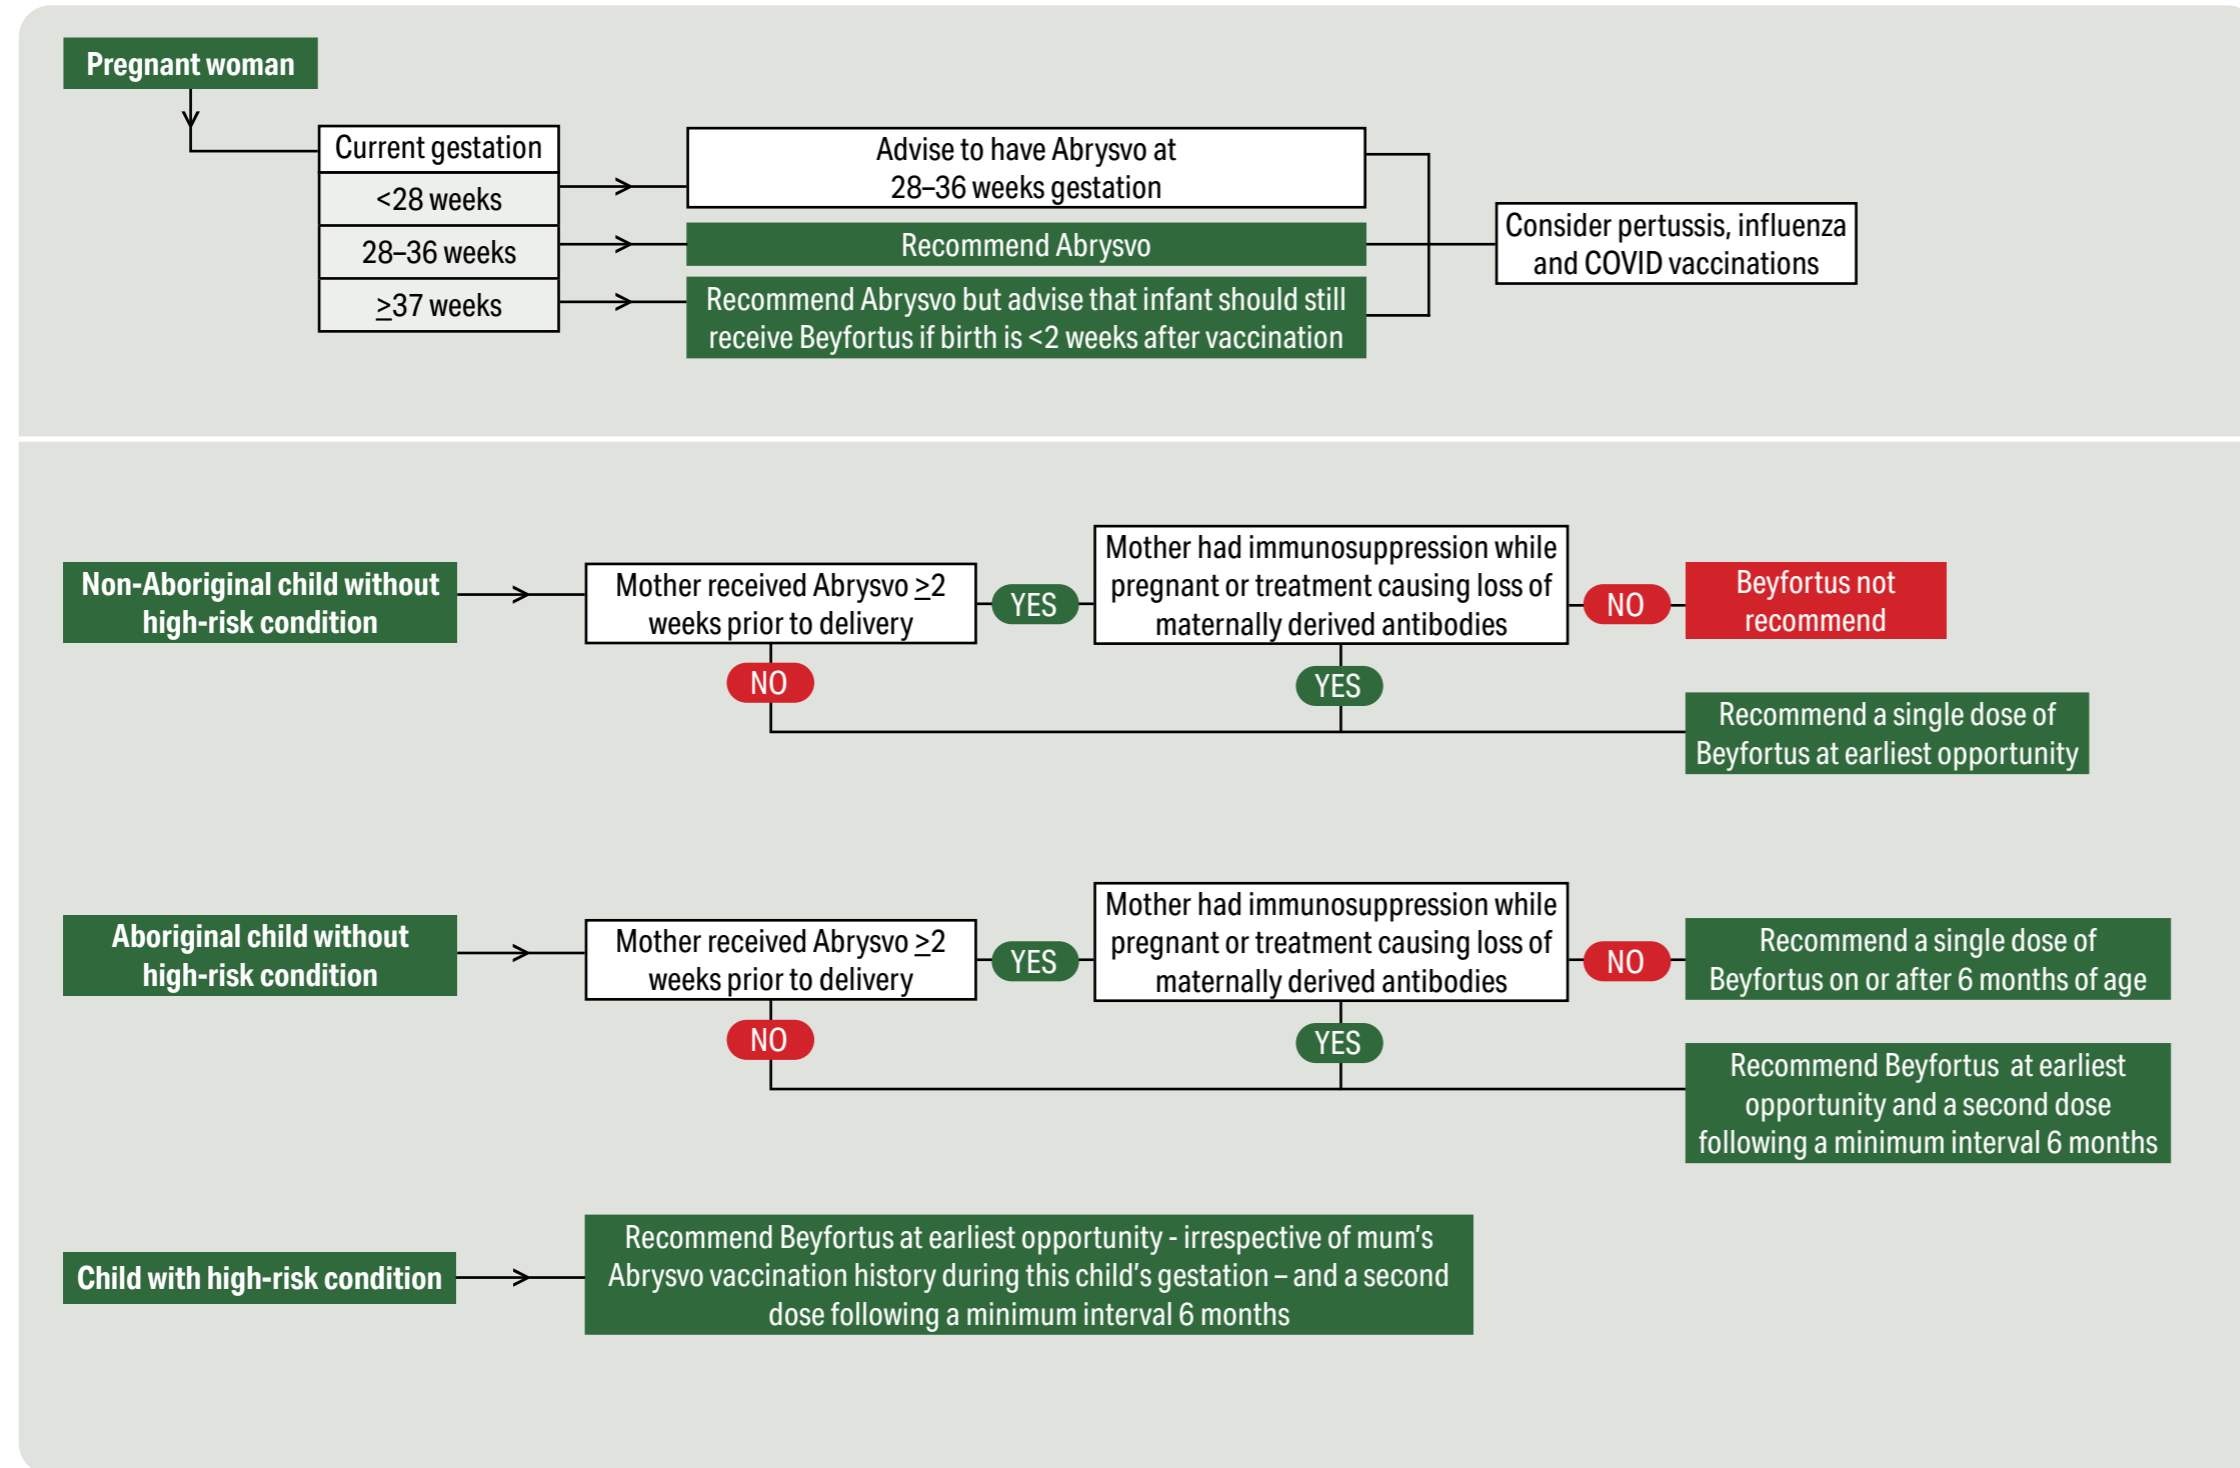 Pregnant woman
Current gestation
<28 weeks
28–36 weeks
≥37 weeks
Advise to have Abrysvo at
28–36 weeks gestation
Recommend Abrysvo
Recommend Abrysvo but advise that infant should still
receive Beyfortus if birth is <2 weeks after vaccination
Consider pertussis, influenza
and COVID vaccinations
Non-Aboriginal child without
high-risk condition
Mother received Abrysvo ≥2
weeks prior to delivery
YES
NO
Mother had immunosuppression while
pregnant or treatment causing loss of
maternally derived antibodies
NO
YES
Beyfortus not
recommend
Recommend a single dose of
Beyfortus at earliest opportunity
Aboriginal child without
high-risk condition
Mother received Abrysvo ≥2
weeks prior to delivery
YES
NO
Mother had immunosuppression while
pregnant or treatment causing loss of
maternally derived antibodies
NO
YES
Recommend a single dose of
Beyfortus on or after 6 months of age
Recommend Beyfortus at earliest
opportunity and a second dose
following a minimum interval 6 months
Child with high-risk condition
Recommend Beyfortus at earliest opportunity - irrespective of mum's
Abrysvo vaccination history during this child's gestation – and a second
dose following a minimum interval 6 months